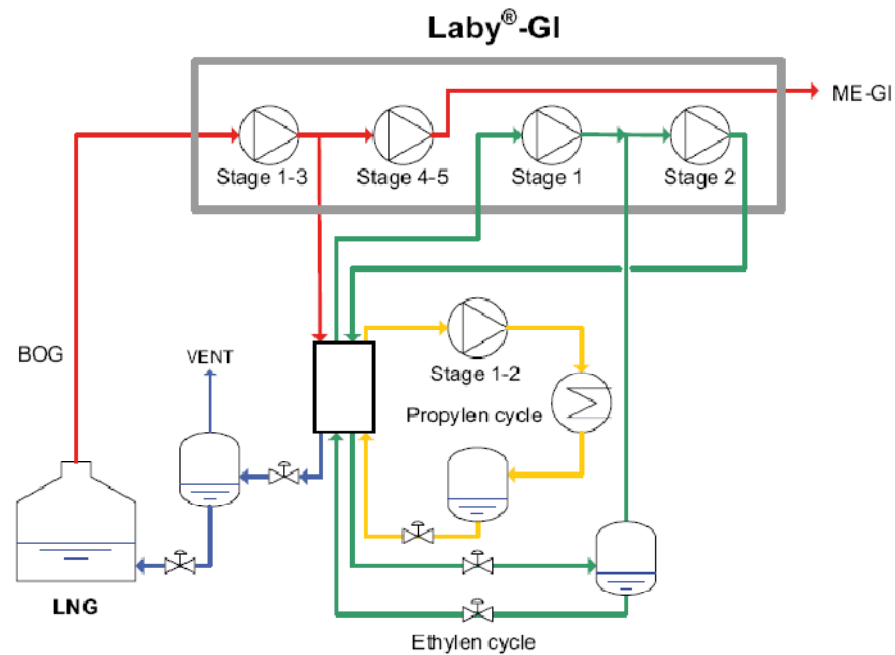 Laby®-GI
ME-GI
Stage 1-3
Stage 4-5
Stage 1
Stage 2
BOG
VENT
Stage 1-2
Propylen cycle
LNG
Ethylen cycle